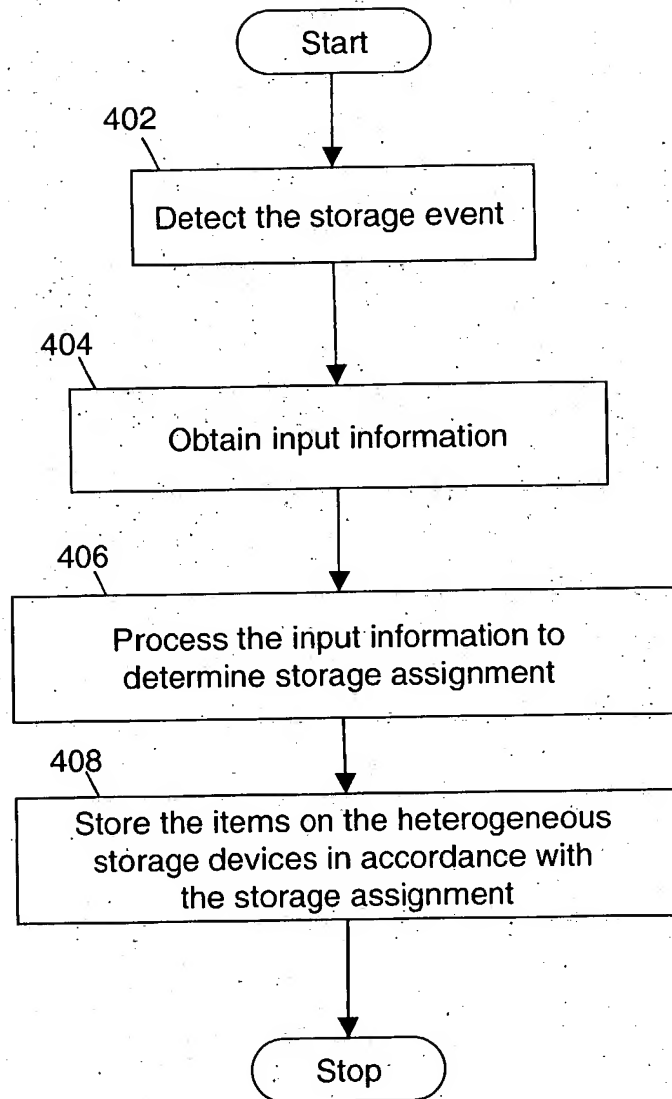 Start
402
Detect the storage event
404
Obtain input information
406
Process the input information to
determine storage assignment
408
Store the items on the heterogeneous
storage devices in accordance with
the storage assignment
Stop